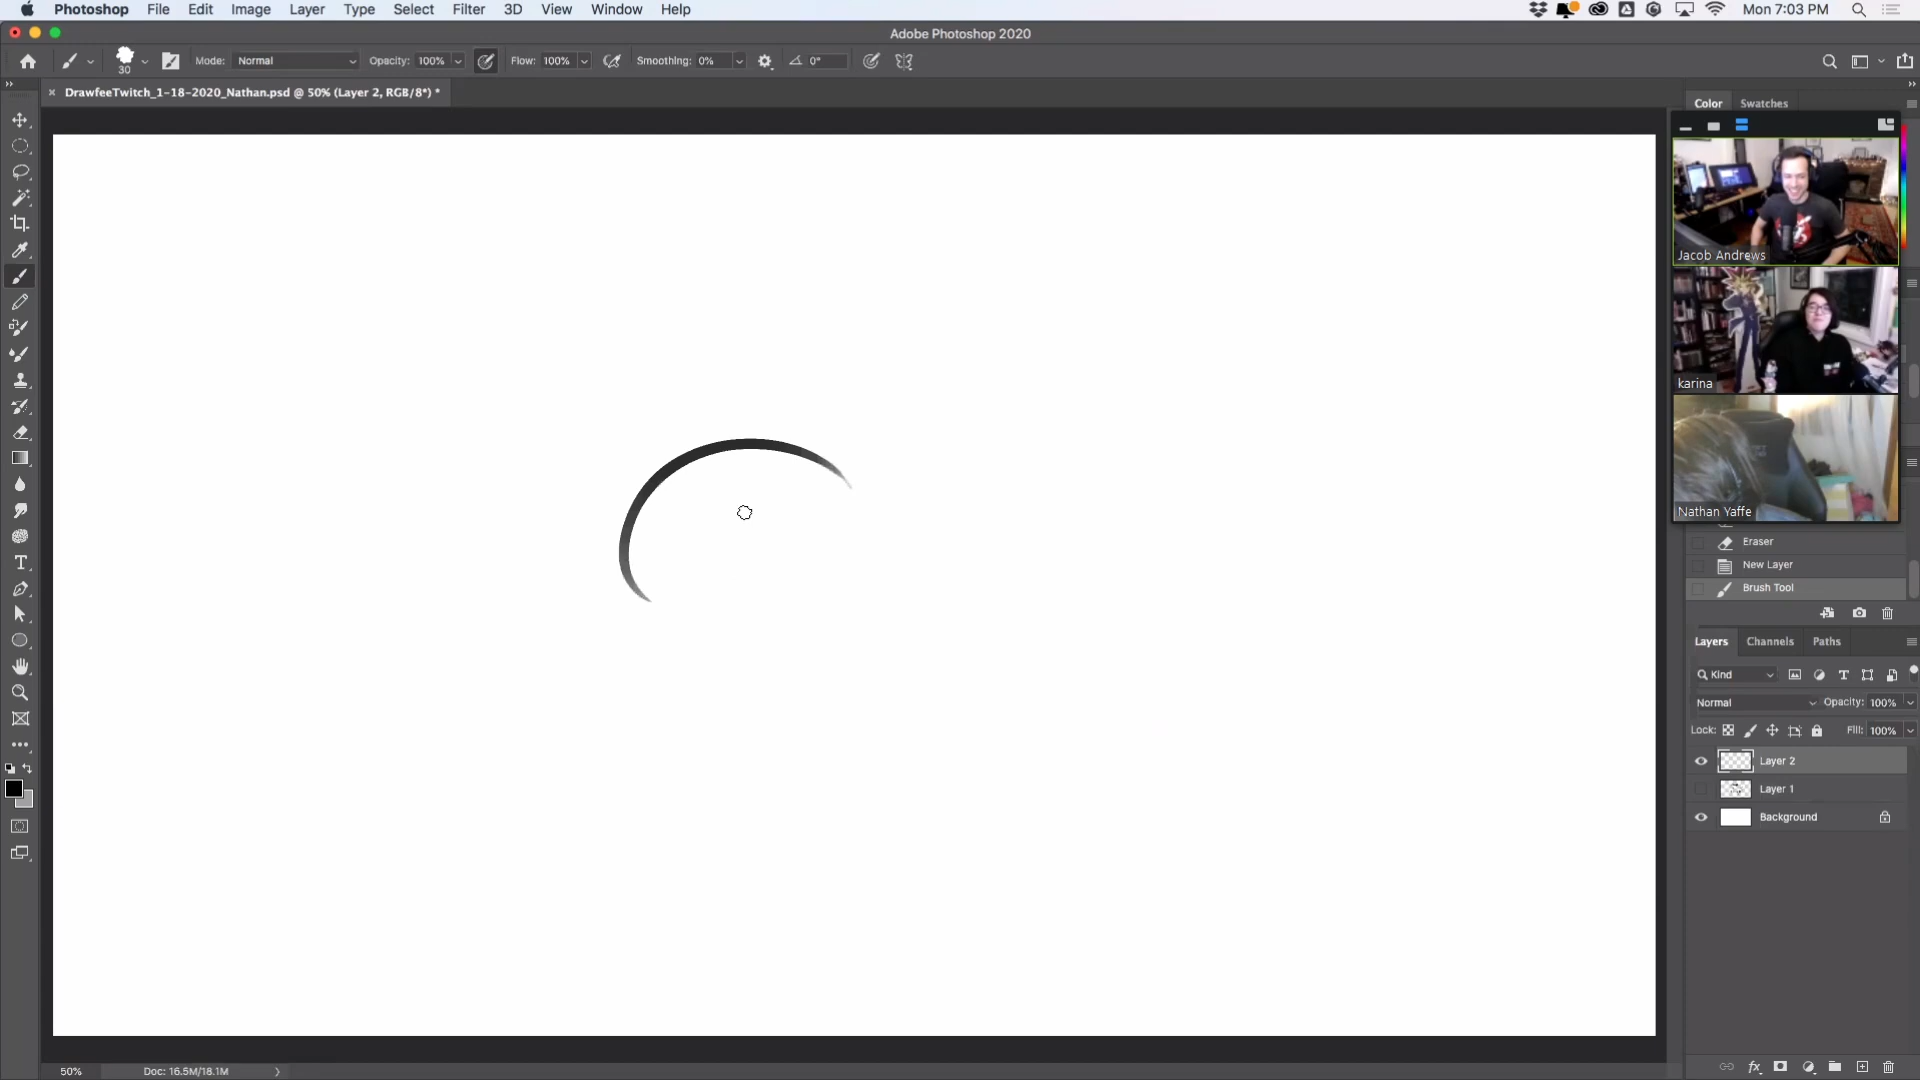 Photoshop File Edit Image Layer Type Select Filter 3D View Window Help Mon 7:03 PM
Adobe Photoshop 2020
30 Mode: Normal Opacity: 100% Flow: 100% Smoothing: 0% 0°
DrawfeeTwitch_1-18-2020_Nathan.psd @ 50% (Layer 2, RGB/8*) *
Color Swatches
Jacob Andrews
karina
Nathan Yaffe
Eraser
New Layer
Brush Tool
Layers Channels Paths
Kind
Normal Opacity: 100%
Lock: Fill: 100%
Layer 2
Layer 1
Background
50% Doc: 16.5M/18.1M
fx